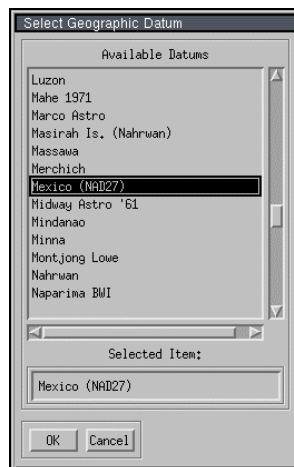 Select Geographic Datum
Available Datums
Luzon
Mahe 1971
Marco Astro
Masirah Is. (Nahrwan)
Massawa
Merchich
Mexico (NAD27)
Midway Astro '61
Mindanao
Minna
Montjong Lowe
Nahrwan
Naparima BWI
Selected Item:
Mexico (NAD27)
OK Cancel